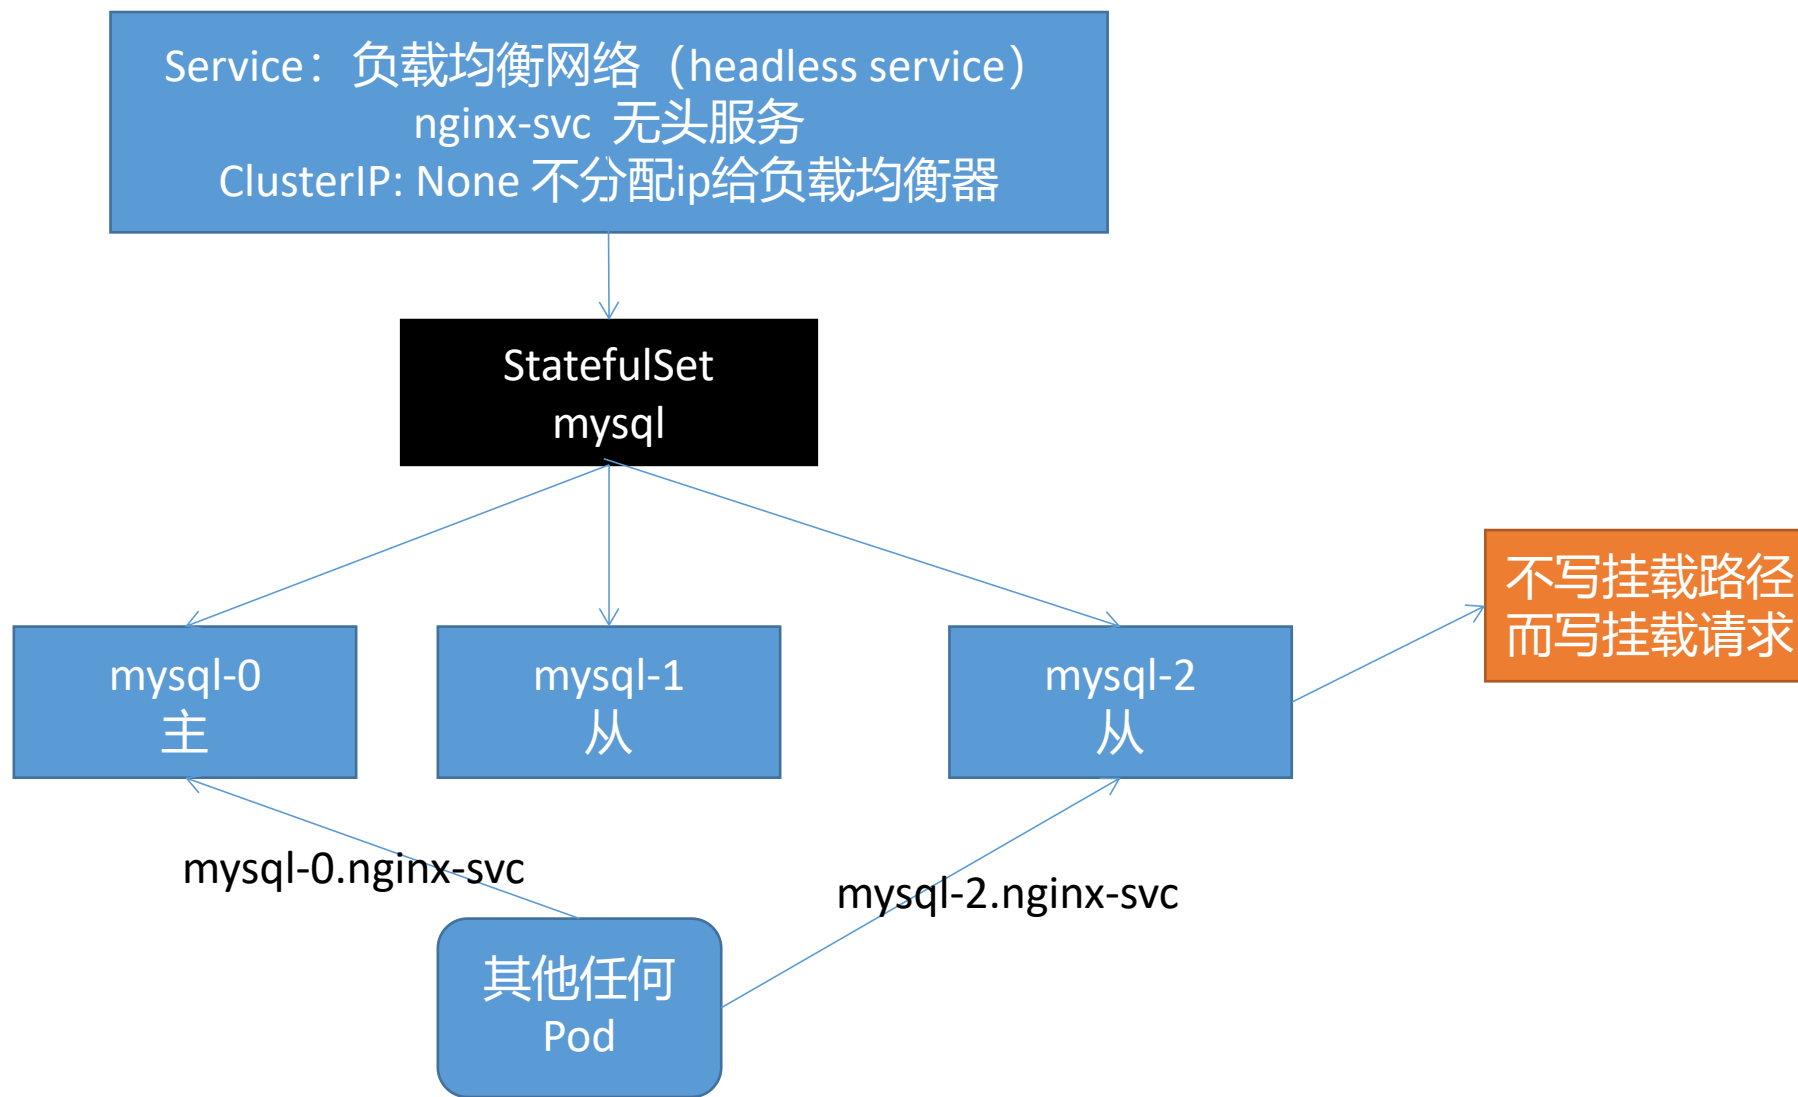 Service：负载均衡网络（headless service）
nginx-svc 无头服务
ClusterIP: None 不分配ip给负载均衡器
StatefulSet
mysql
mysql-0
主
mysql-1
从
mysql-2
从
不写挂载路径
而写挂载请求
mysql-0.nginx-svc
mysql-2.nginx-svc
其他任何
Pod